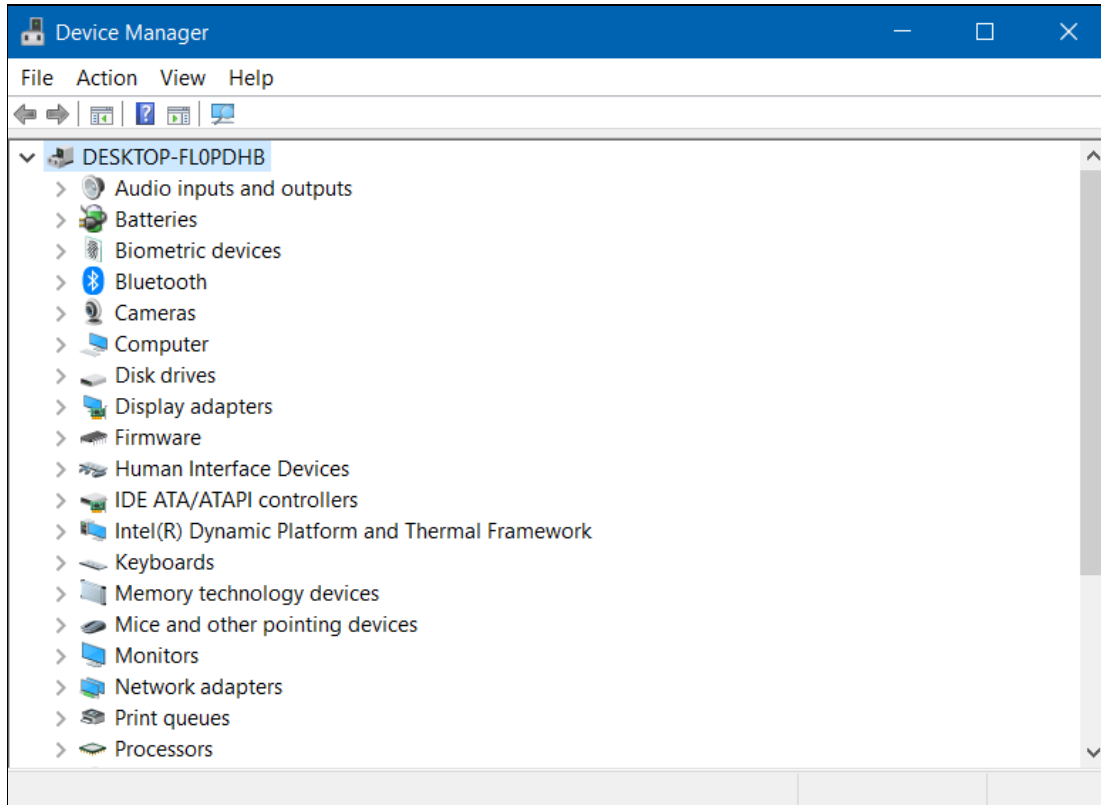 Device Manager
File Action View Help
?
DESKTOP-FL0PDHB
Audio inputs and outputs
Batteries
Biometric devices
Bluetooth
Cameras
Computer
Disk drives
Display adapters
Firmware
Human Interface Devices
IDE ATA/ATAPI controllers
Intel(R) Dynamic Platform and Thermal Framework
Keyboards
Memory technology devices
Mice and other pointing devices
Monitors
Network adapters
Print queues
Processors